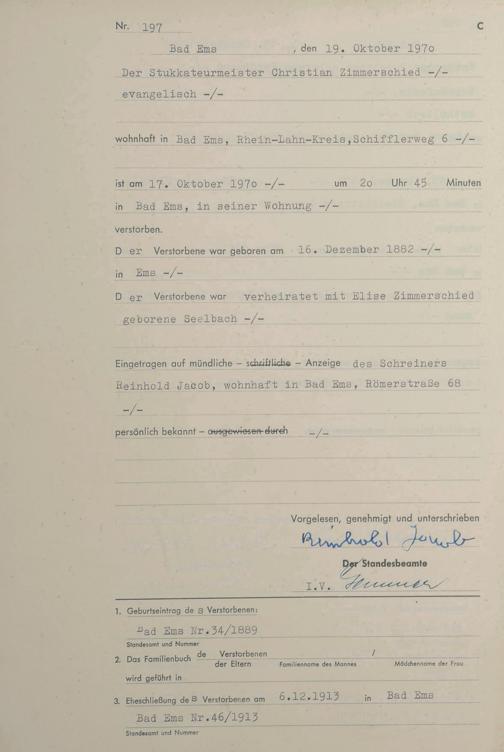 Nr. 197 C
Bad Ems , den 19. Oktober 1970
Der Stukkateurmeister Christian Zimmerschied -/-
evangelisch -/-
wohnhaft in Bad Ems, Rhein-Lahn-Kreis,Schifflerweg 6 -/-
ist am 17. Oktober 1970 -/- um 20 Uhr 45 Minuten
in Bad Ems, in seiner Wohnung -/-
verstorben.
D er Verstorbene war geboren am 16. Dezember 1882 -/-
in Ems -/-
D er Verstorbene war verheiratet mit Elise Zimmerschied
geborene Seelbach -/-
Eingetragen auf mündliche – schriftliche – Anzeige des Schreiners
Reinhold Jacob, wohnhaft in Bad Ems, Römerstraße 68
-/-
persönlich bekannt – ausgewiesen durch -/-
Vorgelesen, genehmigt und unterschrieben
Reinhold Jacob
Der Standesbeamte
I.V.
1. Geburtseintrag de s Verstorbenen:
Bad Ems Nr.34/1889
Standesamt und Nummer
2. Das Familienbuch de Verstorbenen /
der Eltern Familienname des Mannes Mädchenname der Frau
wird geführt in
3. Eheschließung de s Verstorbenen am 6.12.1913 in Bad Ems
Bad Ems Nr.46/1913
Standesamt und Nummer